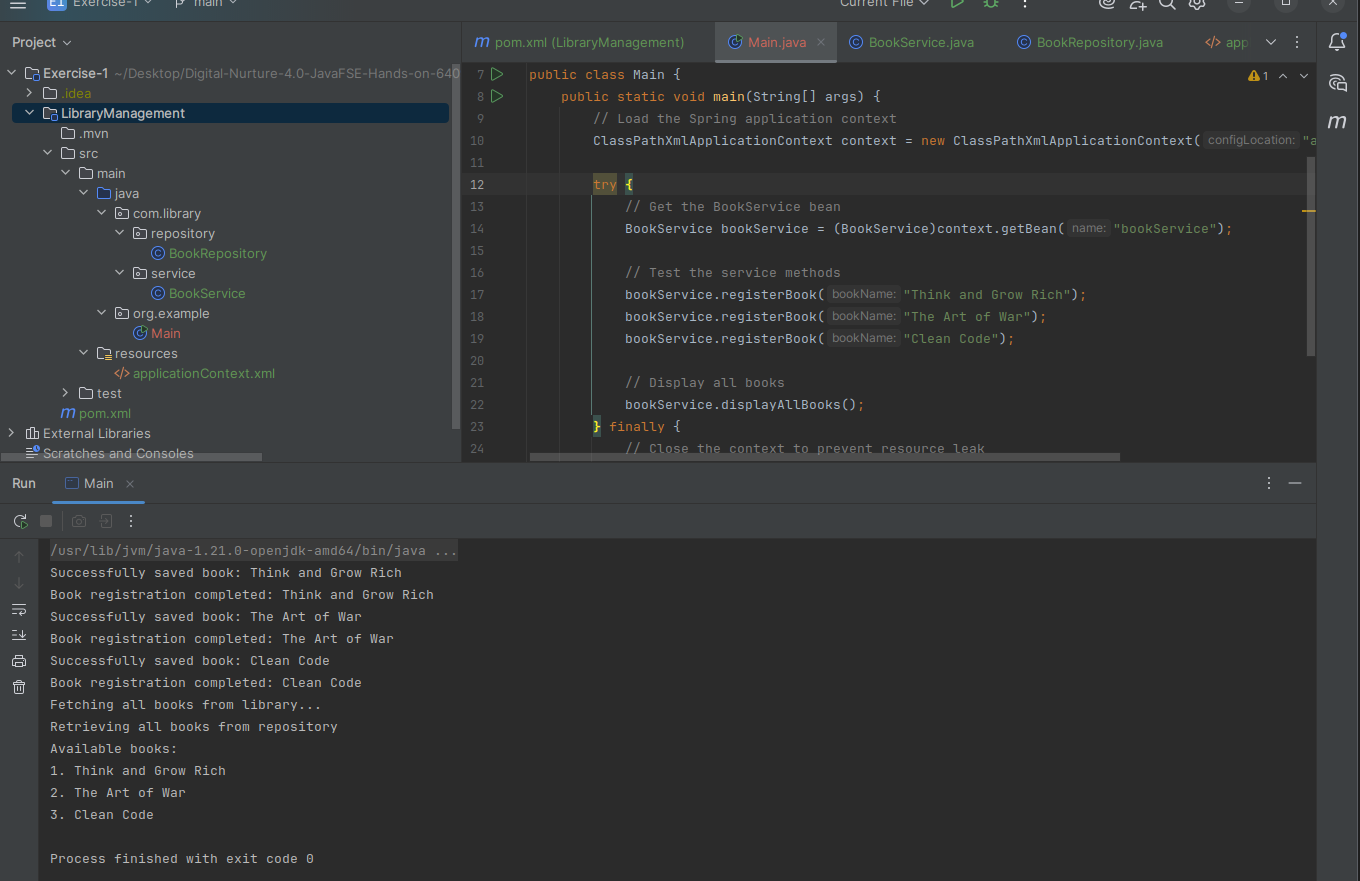 E1 Exercise-1 main Current File
Project
pom.xml (LibraryManagement) Main.java BookService.java BookRepository.java app
Exercise-1 ~/Desktop/Digital-Nurture-4.0-JavaFSE-Hands-on-640
.idea
LibraryManagement
.mvn
src
main
java
com.library
repository
BookRepository
service
BookService
org.example
Main
resources
applicationContext.xml
test
pom.xml
External Libraries
Scratches and Consoles
1
7 public class Main {
8 public static void main(String[] args) {
9 // Load the Spring application context
10 ClassPathXmlApplicationContext context = new ClassPathXmlApplicationContext( configLocation: "a
11
12 try {
13 // Get the BookService bean
14 BookService bookService = (BookService)context.getBean( name: "bookService");
15
16 // Test the service methods
17 bookService.registerBook( bookName: "Think and Grow Rich");
18 bookService.registerBook( bookName: "The Art of War");
19 bookService.registerBook( bookName: "Clean Code");
20
21 // Display all books
22 bookService.displayAllBooks();
23 } finally {
24 // Close the context to prevent resource leak
Run Main
/usr/lib/jvm/java-1.21.0-openjdk-amd64/bin/java ...
Successfully saved book: Think and Grow Rich
Book registration completed: Think and Grow Rich
Successfully saved book: The Art of War
Book registration completed: The Art of War
Successfully saved book: Clean Code
Book registration completed: Clean Code
Fetching all books from library...
Retrieving all books from repository
Available books:
1. Think and Grow Rich
2. The Art of War
3. Clean Code
Process finished with exit code 0